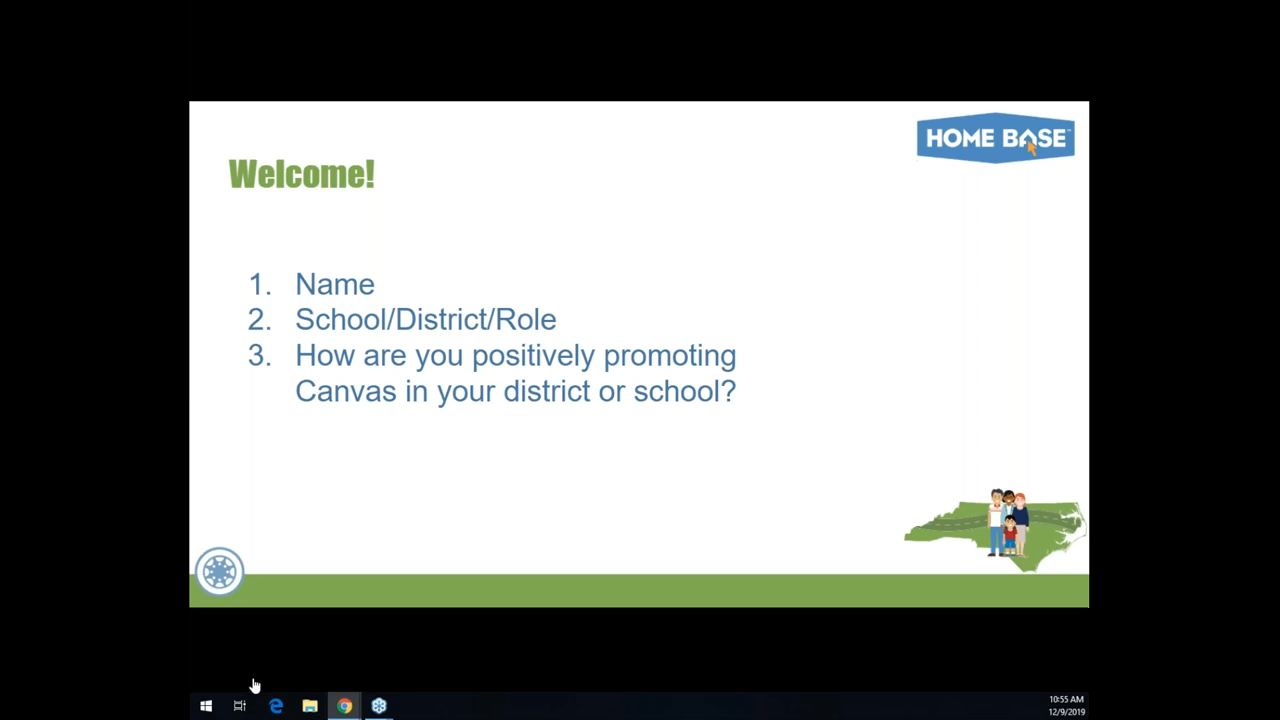 HOME BASE™
Welcome!
1. Name
2. School/District/Role
3. How are you positively promoting
Canvas in your district or school?
10:55 AM
12/9/2019